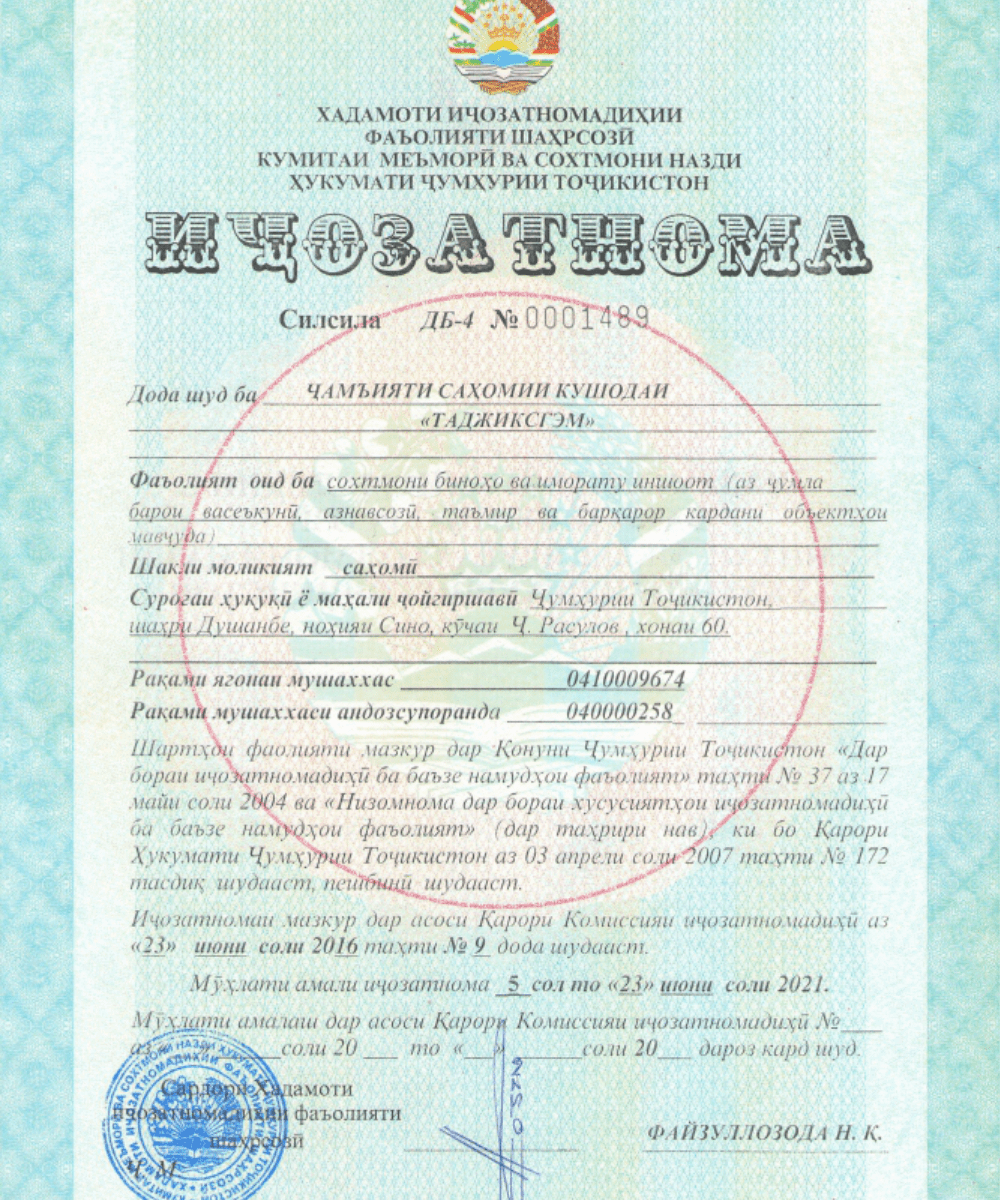 ХАДАМОТИ ИҶОЗАТНОМАДИҲИИ
ФАЪОЛИЯТИ ШАҲРСОЗӢ
КУМИТАИ МЕЪМОРӢ ВА СОХТМОНИ НАЗДИ
ҲУКУМАТИ ҶУМҲУРИИ ТОҶИКИСТОН
ИҶОЗАТНОМА
Силсила ДБ-4 № 0001489
Дода шуд ба ҶАМЪИЯТИ САҲОМИИ КУШОДАИ
«ТАДЖИКСГЭМ»
Фаъолият оид ба сохтмони биноҳо ва иморату иншоот (аз ҷумла
барои васеъкунӣ, азнавсозӣ, таъмир ва барқарор кардани объектҳои
мавҷуда)
Шакли моликият саҳомӣ
Суроғаи ҳуқуқӣ ё маҳали ҷойгиршавӣ Ҷумҳурии Тоҷикистон,
шаҳри Душанбе, ноҳияи Сино, кӯчаи Ҷ. Расулов , хонаи 60.
Рақами ягонаи мушаххас 0410009674
Рақами мушаххаси андозсупоранда 040000258
Шартҳои фаолияти мазкур дар Қонуни Ҷумҳурии Тоҷикистон «Дар
бораи иҷозатномадиҳӣ ба баъзе намудҳои фаъолият» таҳти № 37 аз 17
майи соли 2004 ва «Низомнома дар бораи хусусиятҳои иҷозатномадиҳӣ
ба баъзе намудҳои фаъолият» (дар таҳрири нав), ки бо Қарори
Ҳукумати Ҷумҳурии Тоҷикистон аз 03 апрели соли 2007 таҳти № 172
тасдиқ шудааст, пешбинӣ шудааст.
Иҷозатномаи мазкур дар асоси Қарори Комиссияи иҷозатномадиҳӣ аз
«23» июни соли 2016 таҳти № 9 дода шудааст.
Мӯҳлати амали иҷозатнома 5 сол то «23» июни соли 2021.
Мӯҳлати амалаш дар асоси Қарори Комиссияи иҷозатномадиҳӣ №___
аз « » ____соли 20___ то «___» ____соли 20___ дароз кард шуд.
Сардори Хадамоти
иҷозатномадиҳии фаъолияти
шаҳрсозӣ
ФАЙЗУЛЛОЗОДА Н. Қ.
Ҷ. М